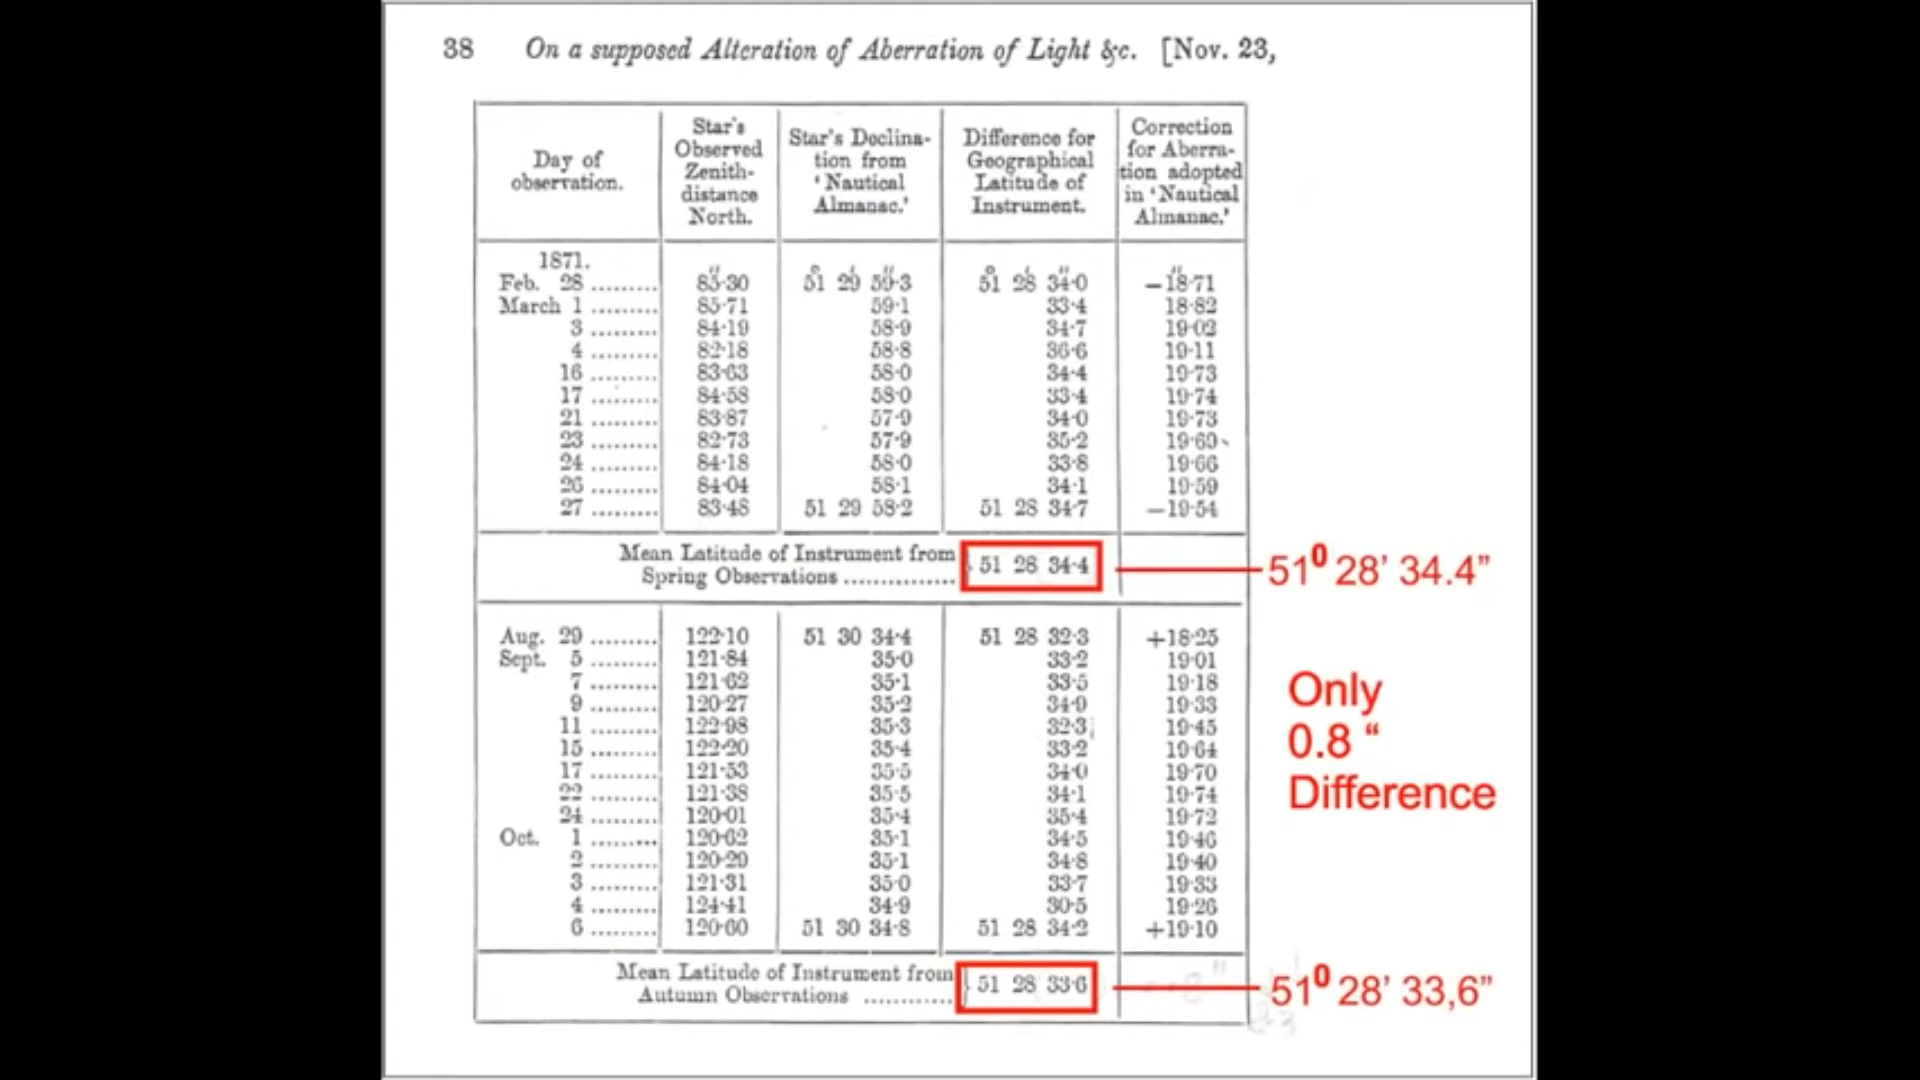 38 On a supposed Alteration of Aberration of Light &c. [Nov. 23,
Day of observation. Star's Observed Zenith-distance North. Star's Declination from 'Nautical Almanac.' Difference for Geographical Latitude of Instrument. Correction for Aberration adopted in 'Nautical Almanac.'
1871. " ° ' " ° ' " "
Feb. 28 ......... 85·30 51 29 59·3 51 28 34·0 —18·71
March 1 ......... 85·71 59·1 33·4 18·82
3 ......... 84·19 58·9 34·7 19·02
4 ......... 82·18 58·8 36·6 19·11
16 ......... 83·63 58·0 34·4 19·73
17 ......... 84·58 58·0 33·4 19·74
21 ......... 83·87 57·9 34·0 19·73
23 ......... 82·73 57·9 35·2 19·69
24 ......... 84·18 58·0 33·8 19·66
26 ......... 84·04 58·1 34·1 19·59
27 ......... 83·48 51 29 58·2 51 28 34·7 —19·54
Mean Latitude of Instrument from
Spring Observations ............... 51 28 34·4
51⁰ 28’ 34.4”
Aug. 29 ......... 122·10 51 30 34·4 51 28 32·3 +18·25
Sept. 5 ......... 121·84 35·0 33·2 19·01
7 ......... 121·62 35·1 33·5 19·18
9 ......... 120·27 35·2 34·9 19·33
11 ......... 122·98 35·3 32·3 19·45
15 ......... 122·20 35·4 33·2 19·64
17 ......... 121·53 35·5 34·0 19·70
22 ......... 121·38 35·5 34·1 19·74
24 ......... 120·01 35·4 35·4 19·72
Oct. 1 ......... 120·62 35·1 34·5 19·46
2 ......... 120·29 35·1 34·8 19·40
3 ......... 121·31 35·0 33·7 19·33
4 ......... 124·41 34·9 30·5 19·26
6 ......... 120·60 51 30 34·8 51 28 34·2 +19·10
Only
0.8 “
Difference
Mean Latitude of Instrument from
Autumn Observations ............ 51 28 33·6
51⁰ 28’ 33,6”